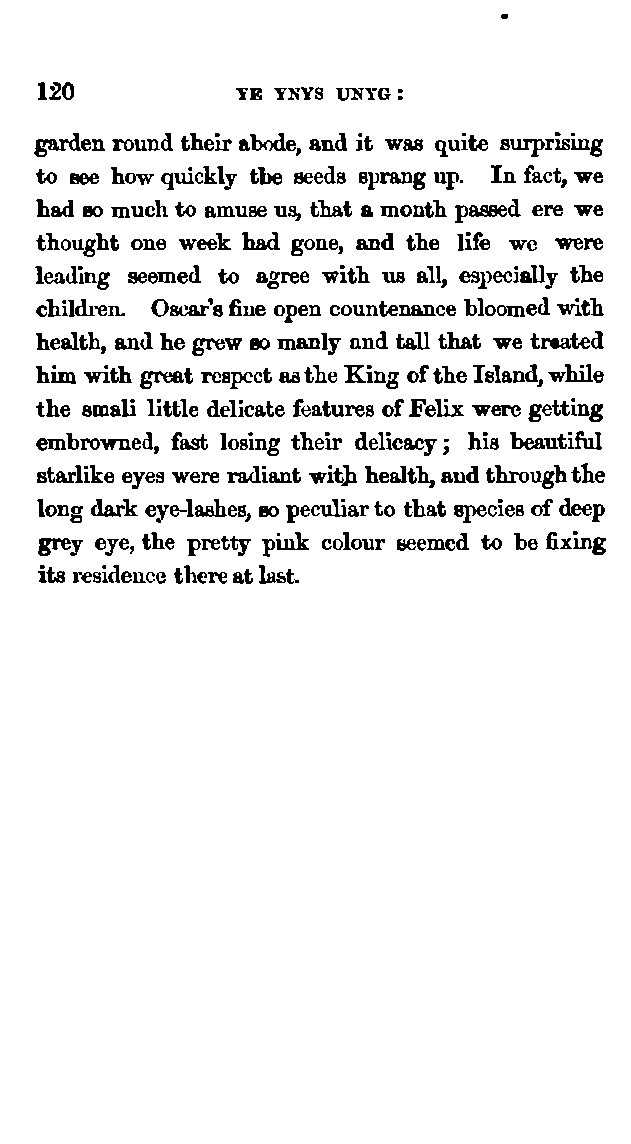 120 YE YNYS UNYG :
garden round their abode, and it was quite surprising
to see how quickly the seeds sprang up. In fact, we
had so much to amuse us, that a month passed ere we
thought one week had gone, and the life we were
leading seemed to agree with us all, especially the
children. Oscar's fine open countenance bloomed with
health, and he grew so manly and tall that we treated
him with great respect as the King of the Island, while
the small little delicate features of Felix were getting
embrowned, fast losing their delicacy; his beautiful
starlike eyes were radiant with health, and through the
long dark eye-lashes, so peculiar to that species of deep
grey eye, the pretty pink colour seemed to be fixing
its residence there at last.